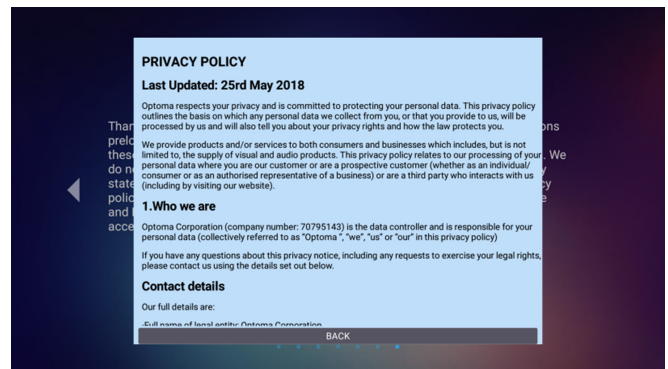 PRIVACY POLICY
Last Updated: 25rd May 2018
Optoma respects your privacy and is committed to protecting your personal data. This privacy policy
outlines the basis on which any personal data we collect from you, or that you provide to us, will be
processed by us and will also tell you about your privacy rights and how the law protects you.
We provide products and/or services to both consumers and businesses which includes, but is not
limited to, the supply of visual and audio products. This privacy policy relates to our processing of your
personal data where you are our customer or are a prospective customer (whether as an individual/
consumer or as an authorised representative of a business) or are a third party who interacts with us
(including by visiting our website).
1.Who we are
Optoma Corporation (company number: 70795143) is the data controller and is responsible for your
personal data (collectively referred to as “Optoma ”, “we”, “us” or “our” in this privacy policy)
If you have any questions about this privacy notice, including any requests to exercise your legal rights,
please contact us using the details set out below.
Contact details
Our full details are:
-Full name of legal entity: Optoma Corporation
BACK